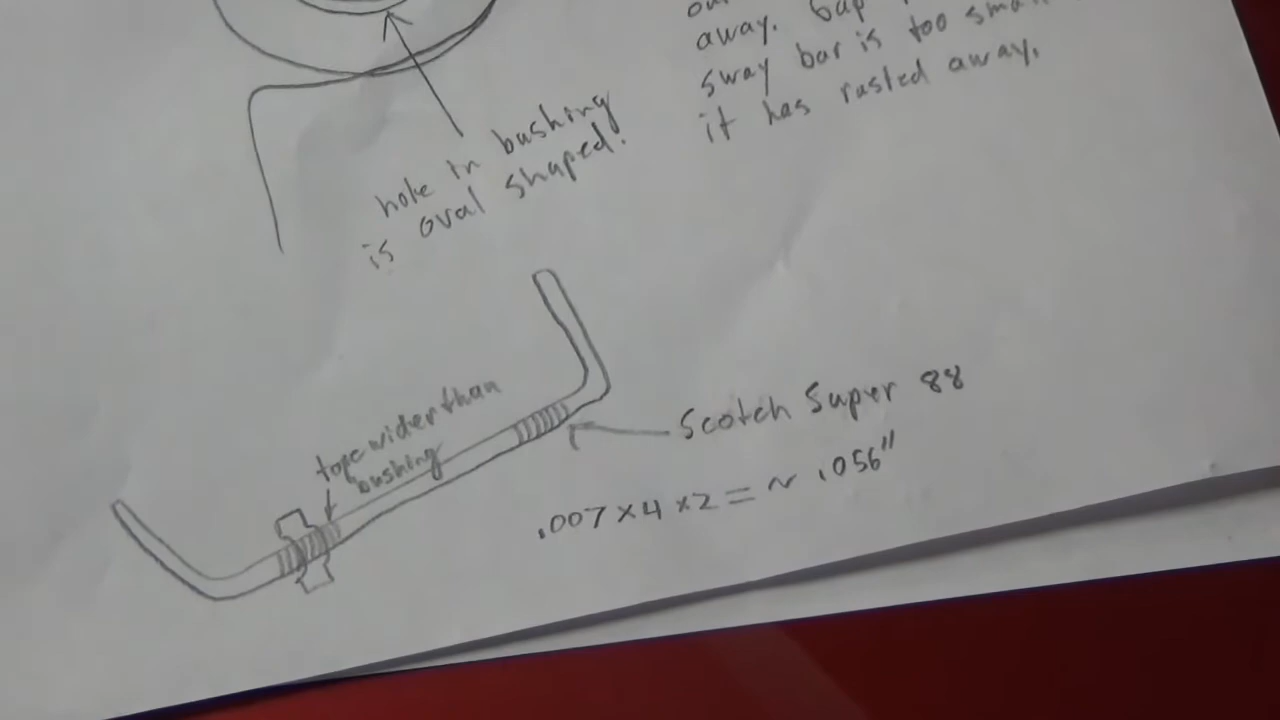 away. Gap
sway bar is too small
it has rusted away.
hole in bushing
is oval shaped!
tape wider than
bushing
Scotch Super 88
.007 x 4 x 2 = ~ .056"